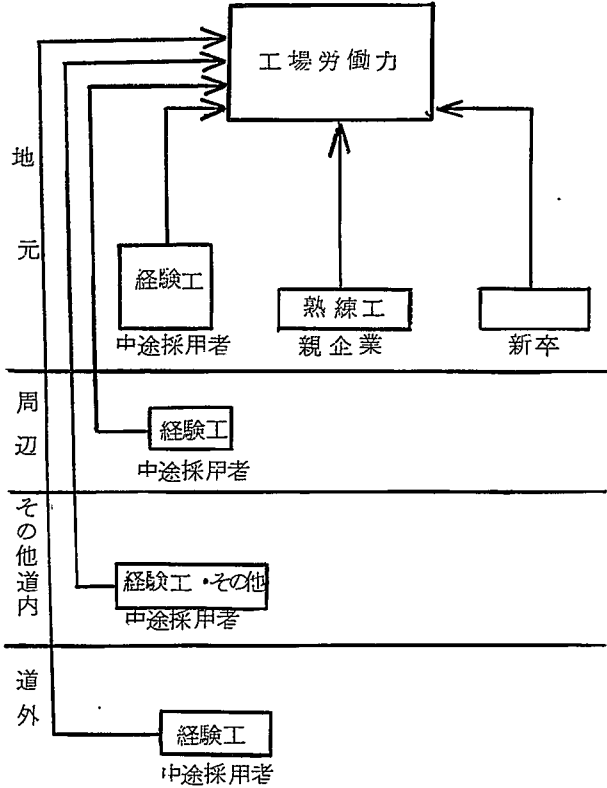 工場労働力
地元
経験工
中途採用者
熟練工
親企業
新卒
周辺
経験工
中途採用者
その他道内
経験工・その他
中途採用者
道外
経験工
中途採用者